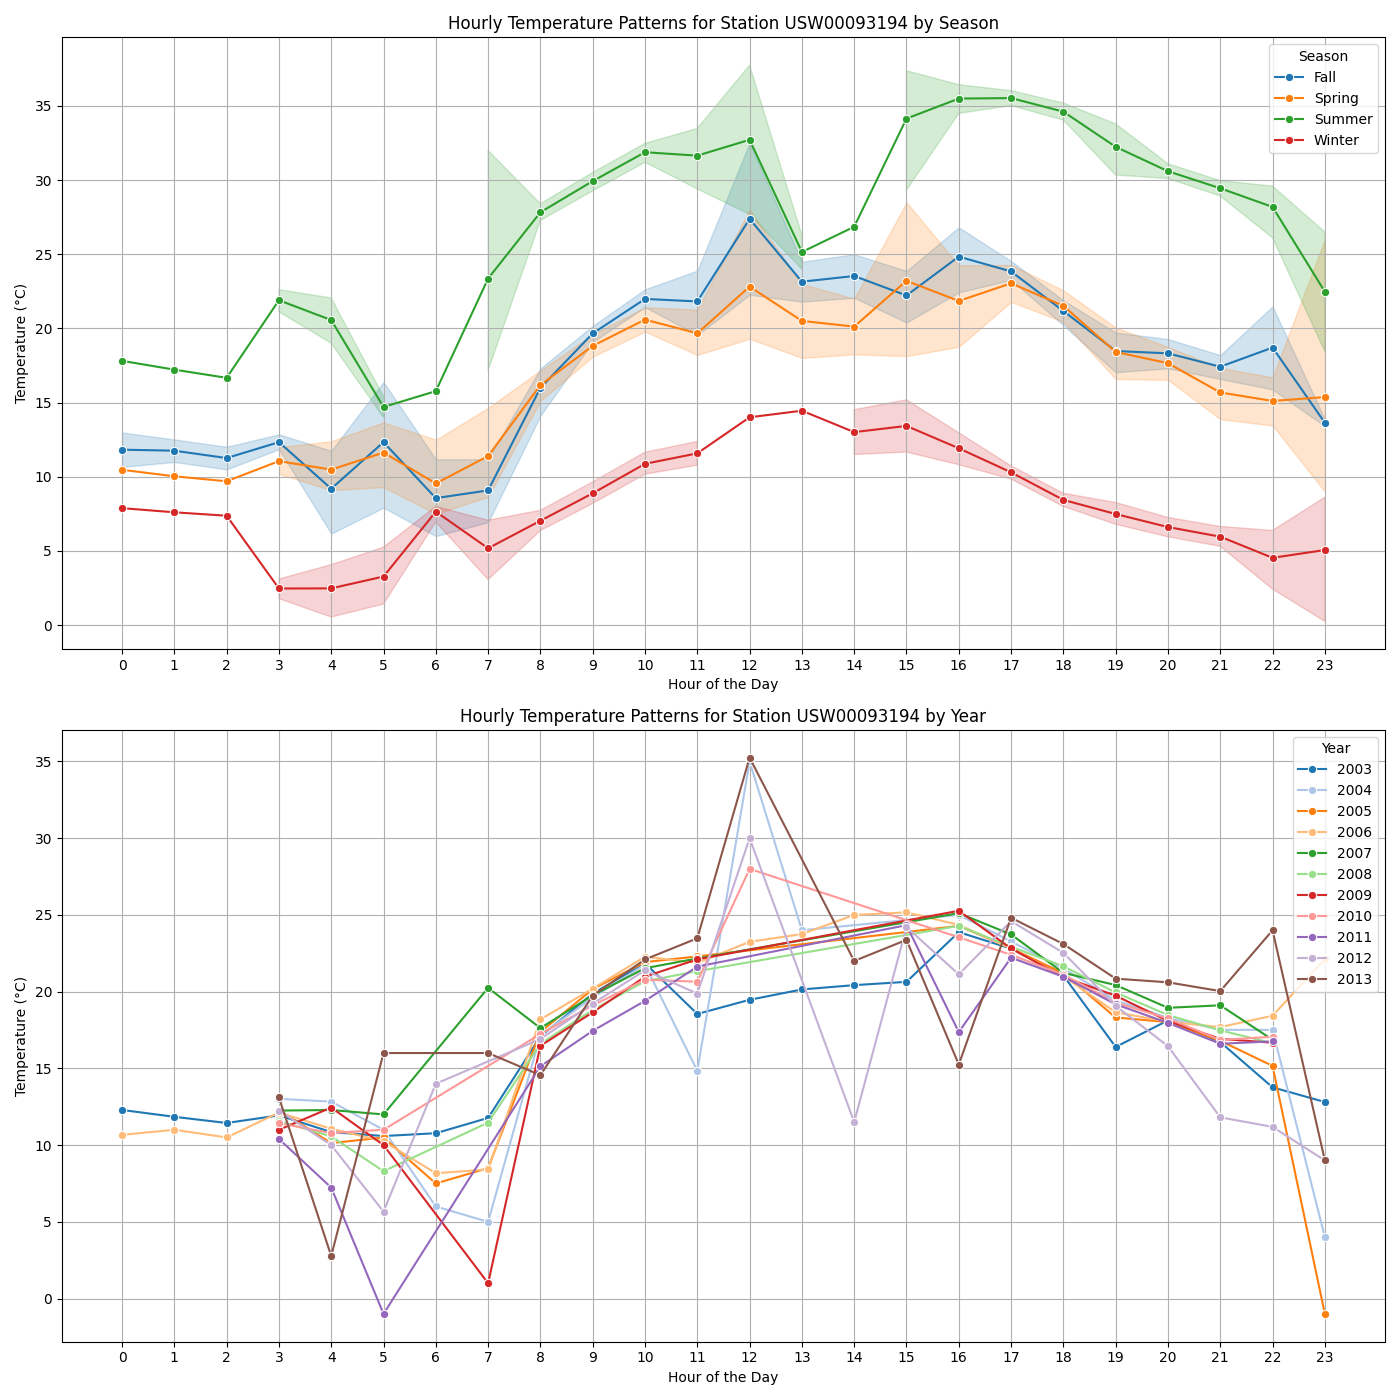 Hourly Temperature Patterns for Station USW00093194 by Season
Season
Fall
Spring
Summer
Winter
Temperature (°C)
35
30
25
20
15
10
5
0
0 1 2 3 4 5 6 7 8 9 10 11 12 13 14 15 16 17 18 19 20 21 22 23
Hour of the Day
Hourly Temperature Patterns for Station USW00093194 by Year
Year
2003
2004
2005
2006
2007
2008
2009
2010
2011
2012
2013
Temperature (°C)
35
30
25
20
15
10
5
0
0 1 2 3 4 5 6 7 8 9 10 11 12 13 14 15 16 17 18 19 20 21 22 23
Hour of the Day